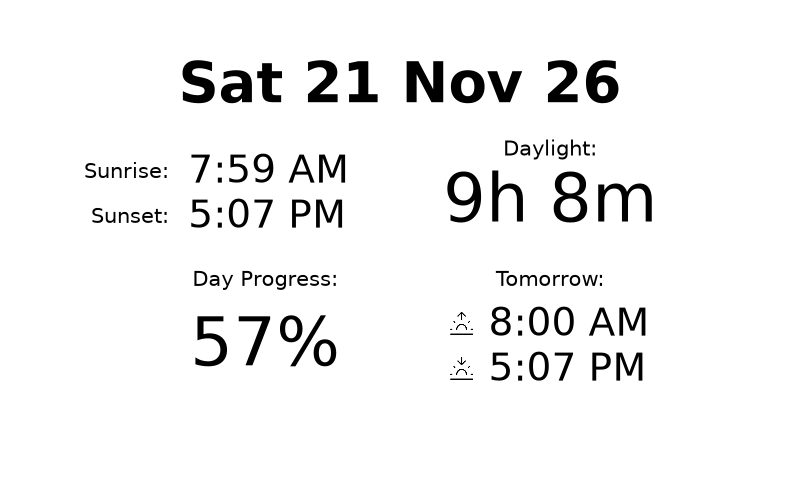 Sat 21 Nov 26
Sunrise: 7:59 AM
Sunset: 5:07 PM
Daylight:
9h 8m
Day Progress:
57%
Tomorrow:
8:00 AM
5:07 PM